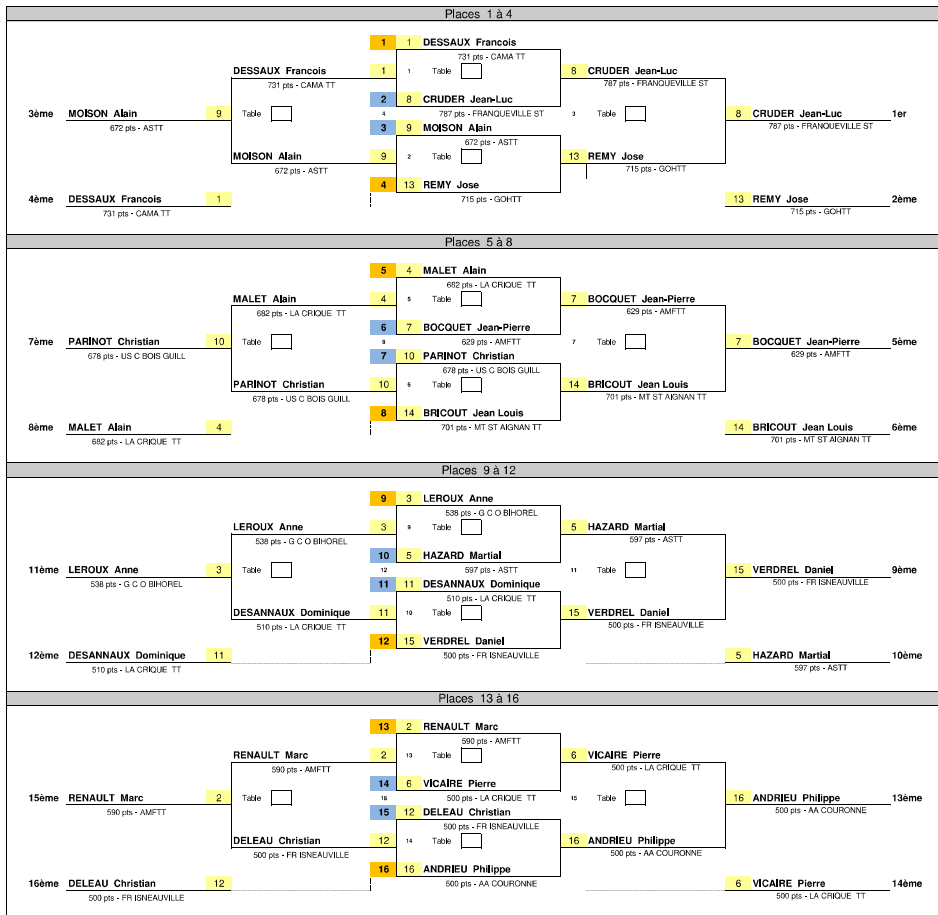 Places 1 à 4
1 1 DESSAUX Francois
731 pts - CAMA TT
DESSAUX Francois 1 1 Table 8 CRUDER Jean-Luc
731 pts - CAMA TT 787 pts - FRANQUEVILLE ST
2 8 CRUDER Jean-Luc
3ème MOISON Alain 9 Table 4 787 pts - FRANQUEVILLE ST 3 Table 8 CRUDER Jean-Luc 1er
672 pts - ASTT 3 9 MOISON Alain 787 pts - FRANQUEVILLE ST
672 pts - ASTT
MOISON Alain 9 2 Table 13 REMY Jose
672 pts - ASTT 715 pts - GOHTT
4 13 REMY Jose
4ème DESSAUX Francois 1 715 pts - GOHTT 13 REMY Jose 2ème
731 pts - CAMA TT 715 pts - GOHTT
Places 5 à 8
5 4 MALET Alain
682 pts - LA CRIQUE TT
MALET Alain 4 5 Table 7 BOCQUET Jean-Pierre
682 pts - LA CRIQUE TT 629 pts - AMFTT
6 7 BOCQUET Jean-Pierre
7ème PARINOT Christian 10 Table 8 629 pts - AMFTT 7 Table 7 BOCQUET Jean-Pierre 5ème
678 pts - US C BOIS GUILL 7 10 PARINOT Christian 629 pts - AMFTT
678 pts - US C BOIS GUILL
PARINOT Christian 10 6 Table 14 BRICOUT Jean Louis
678 pts - US C BOIS GUILL 701 pts - MT ST AIGNAN TT
8 14 BRICOUT Jean Louis
8ème MALET Alain 4 701 pts - MT ST AIGNAN TT 14 BRICOUT Jean Louis 6ème
682 pts - LA CRIQUE TT 701 pts - MT ST AIGNAN TT
Places 9 à 12
9 3 LEROUX Anne
538 pts - G C O BIHOREL
LEROUX Anne 3 9 Table 5 HAZARD Martial
538 pts - G C O BIHOREL 597 pts - ASTT
10 5 HAZARD Martial
11ème LEROUX Anne 3 Table 12 597 pts - ASTT 11 Table 15 VERDREL Daniel 9ème
538 pts - G C O BIHOREL 11 11 DESANNAUX Dominique 500 pts - FR ISNEAUVILLE
510 pts - LA CRIQUE TT
DESANNAUX Dominique 11 10 Table 15 VERDREL Daniel
510 pts - LA CRIQUE TT 500 pts - FR ISNEAUVILLE
12 15 VERDREL Daniel
12ème DESANNAUX Dominique 11 500 pts - FR ISNEAUVILLE 5 HAZARD Martial 10ème
510 pts - LA CRIQUE TT 597 pts - ASTT
Places 13 à 16
13 2 RENAULT Marc
590 pts - AMFTT
RENAULT Marc 2 13 Table 6 VICAIRE Pierre
590 pts - AMFTT 500 pts - LA CRIQUE TT
14 6 VICAIRE Pierre
15ème RENAULT Marc 2 Table 16 500 pts - LA CRIQUE TT 15 Table 16 ANDRIEU Philippe 13ème
590 pts - AMFTT 15 12 DELEAU Christian 500 pts - AA COURONNE
500 pts - FR ISNEAUVILLE
DELEAU Christian 12 14 Table 16 ANDRIEU Philippe
500 pts - FR ISNEAUVILLE 500 pts - AA COURONNE
16 16 ANDRIEU Philippe
16ème DELEAU Christian 12 500 pts - AA COURONNE 6 VICAIRE Pierre 14ème
500 pts - FR ISNEAUVILLE 500 pts - LA CRIQUE TT